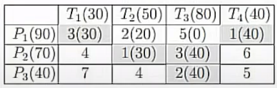 T₁(30) T₂(50) T₃(80) T₄(40)
P₁(90) 3(30) 2(20) 5(0) 1(40)
P₂(70) 4 1(30) 3(40) 6
P₃(40) 7 4 2(40) 5